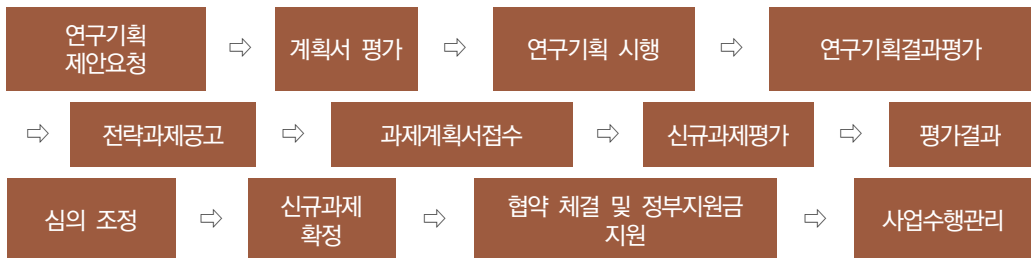 연구기획
제안요청
⇨
계획서 평가
⇨
연구기획 시행
⇨
연구기획결과평가
⇨
전략과제공고
⇨
과제계획서접수
⇨
신규과제평가
⇨
평가결과
심의 조정
⇨
신규과제
확정
⇨
협약 체결 및 정부지원금
지원
⇨
사업수행관리